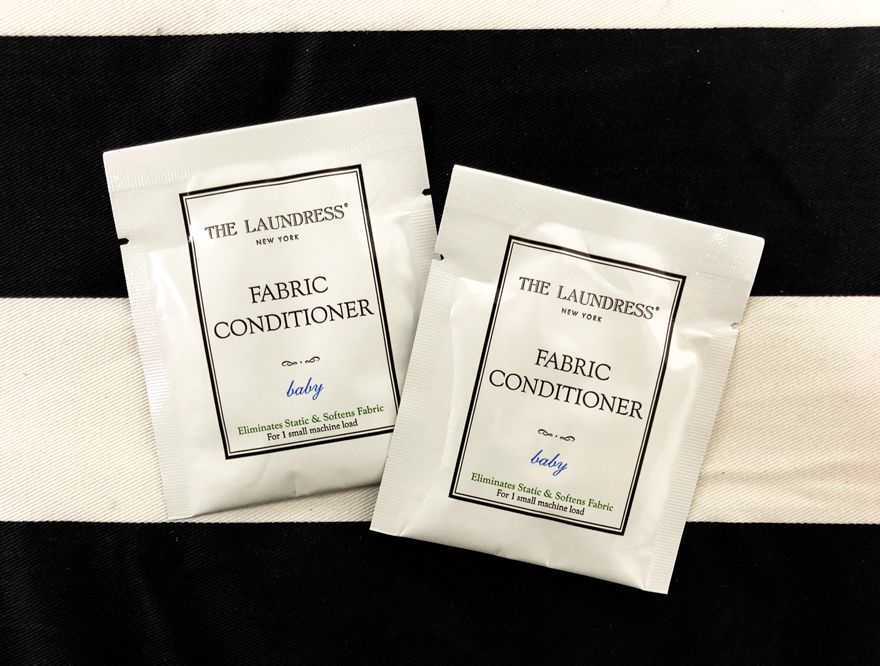 THE LAUNDRESS®
NEW YORK
FABRIC
CONDITIONER
baby
Eliminates Static & Softens Fabric
For 1 small machine load
THE LAUNDRESS®
NEW YORK
FABRIC
CONDITIONER
baby
Eliminates Static & Softens Fabric
For 1 small machine load